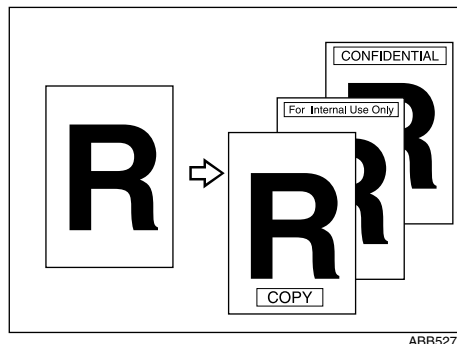 CONFIDENTIAL
For Internal Use Only
R
R
R
R
COPY
ABB527